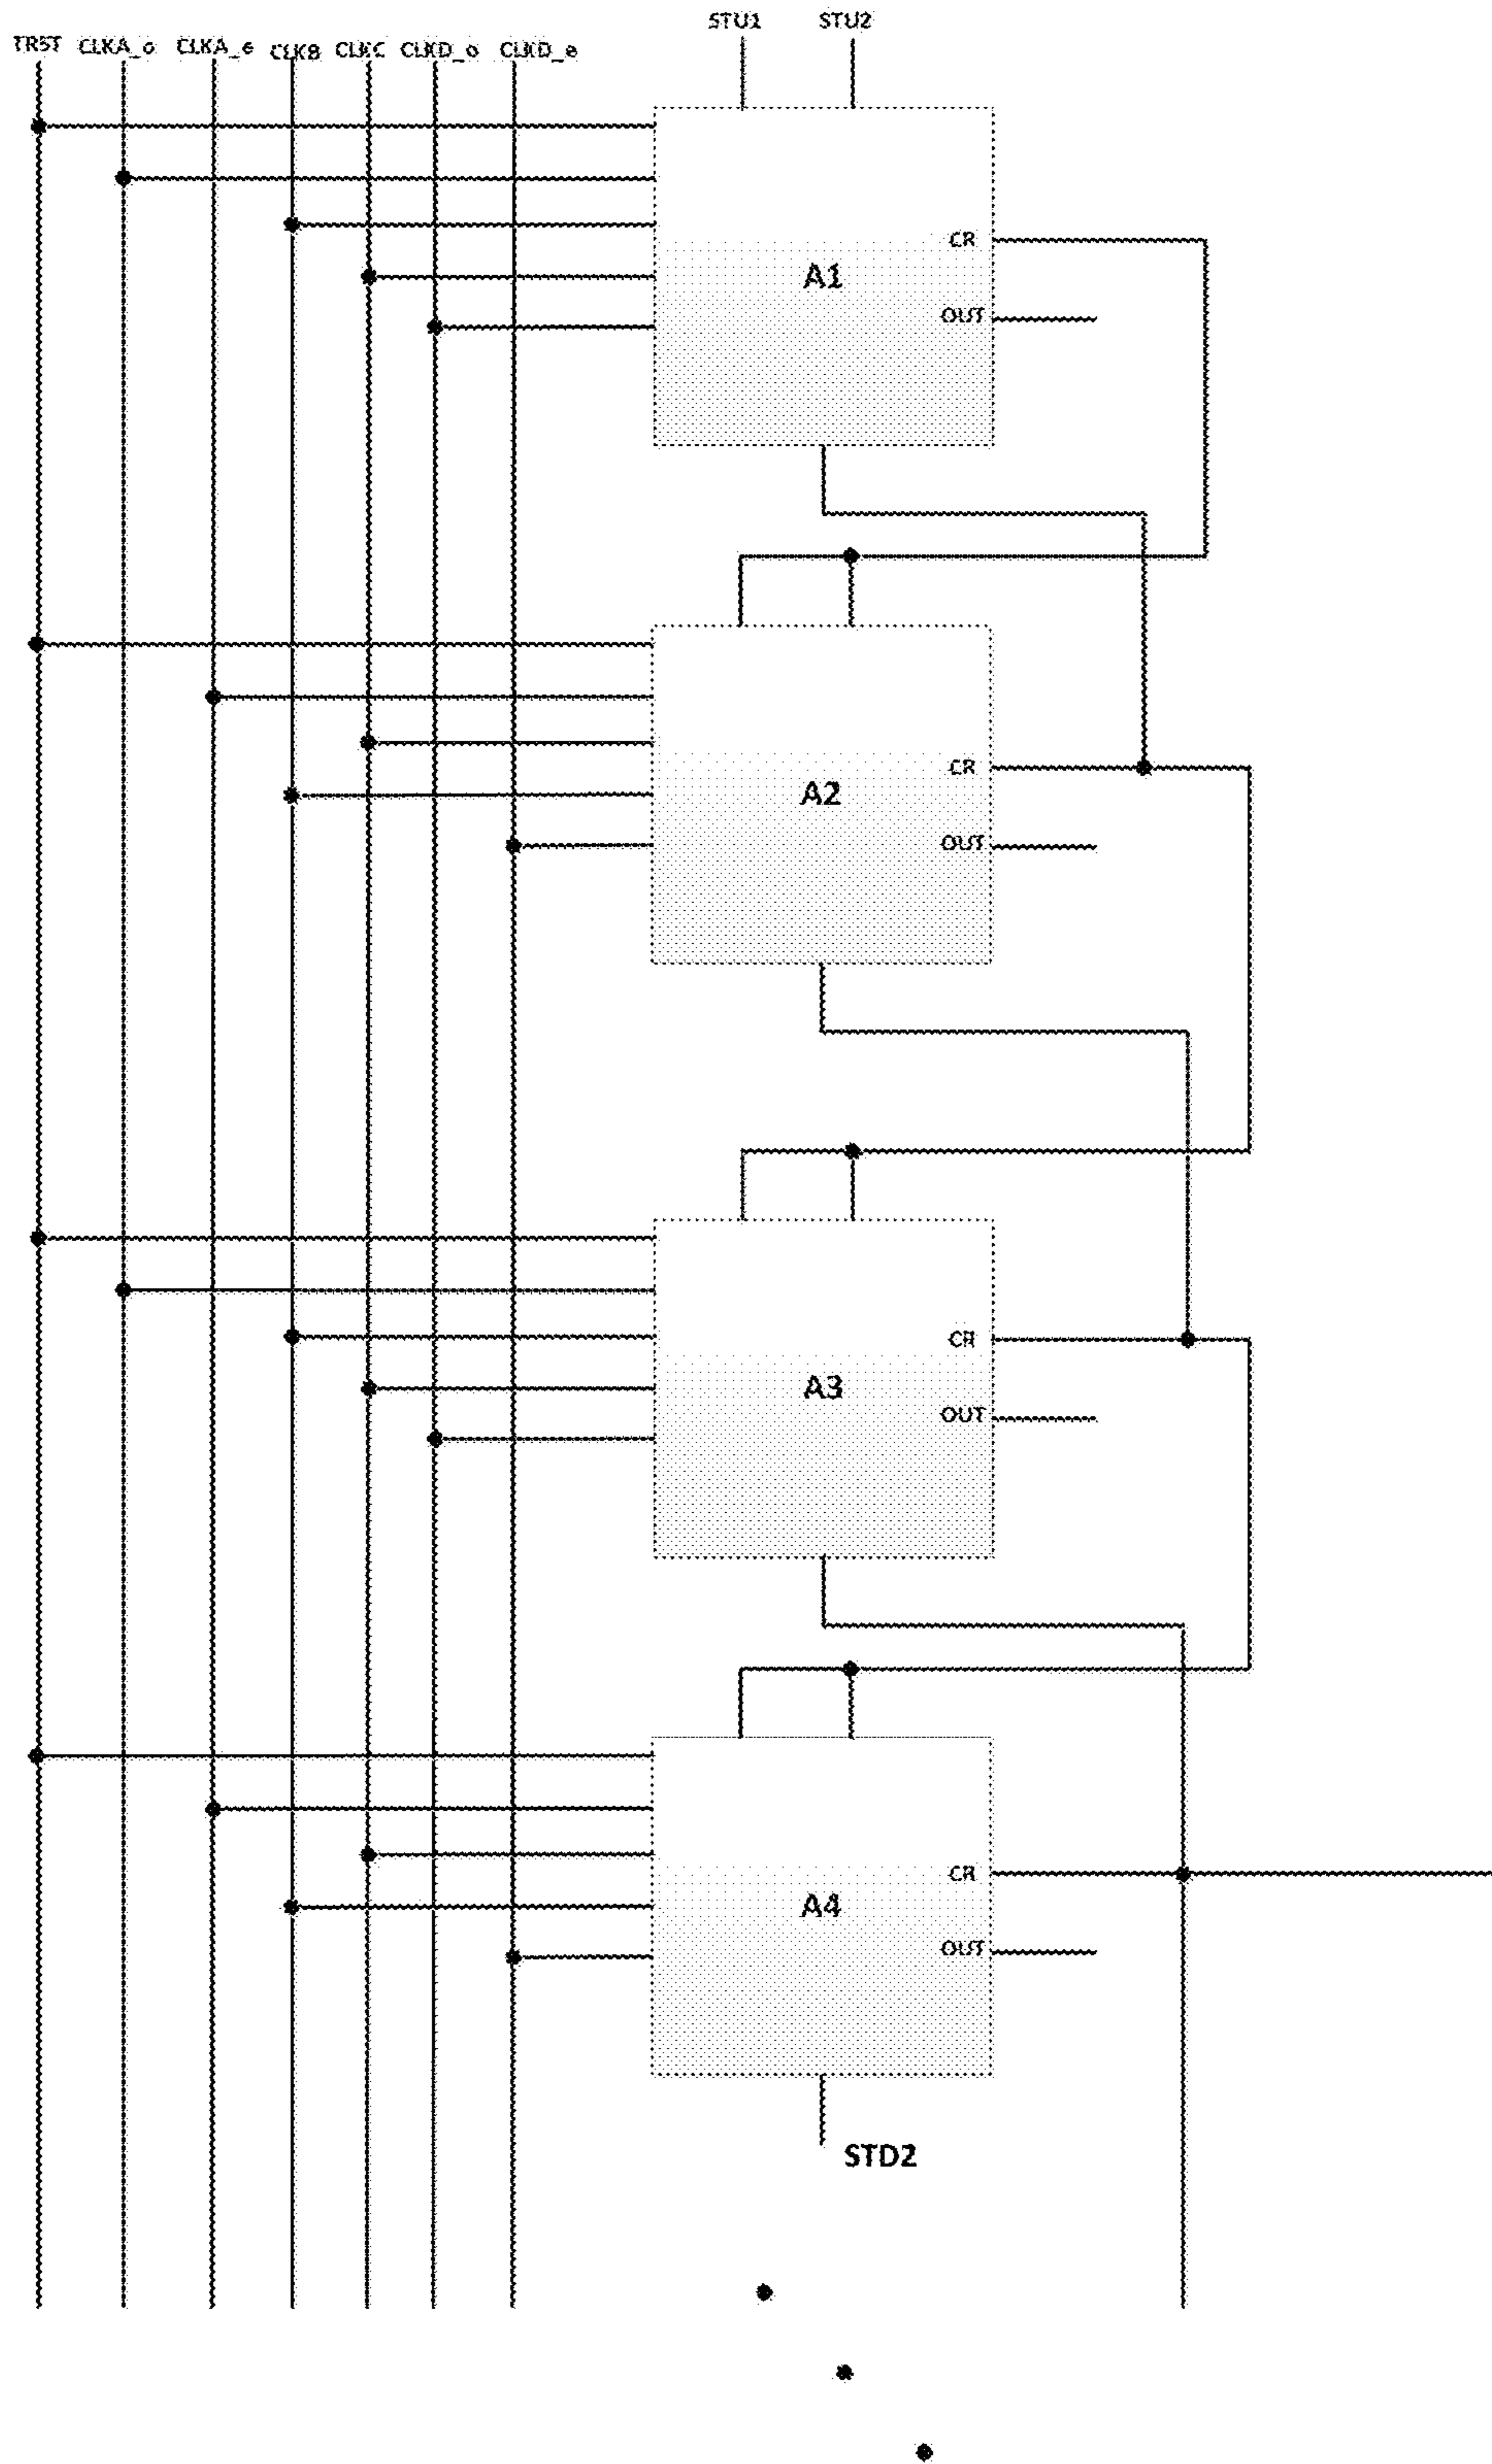 STU1 STU2
TRST CLKA_o CLKA_e CLKB CLKC CLKD_o CLKD_e
CR
A1
OUT
CR
A2
OUT
CR
A3
OUT
CR
A4
OUT
STD2